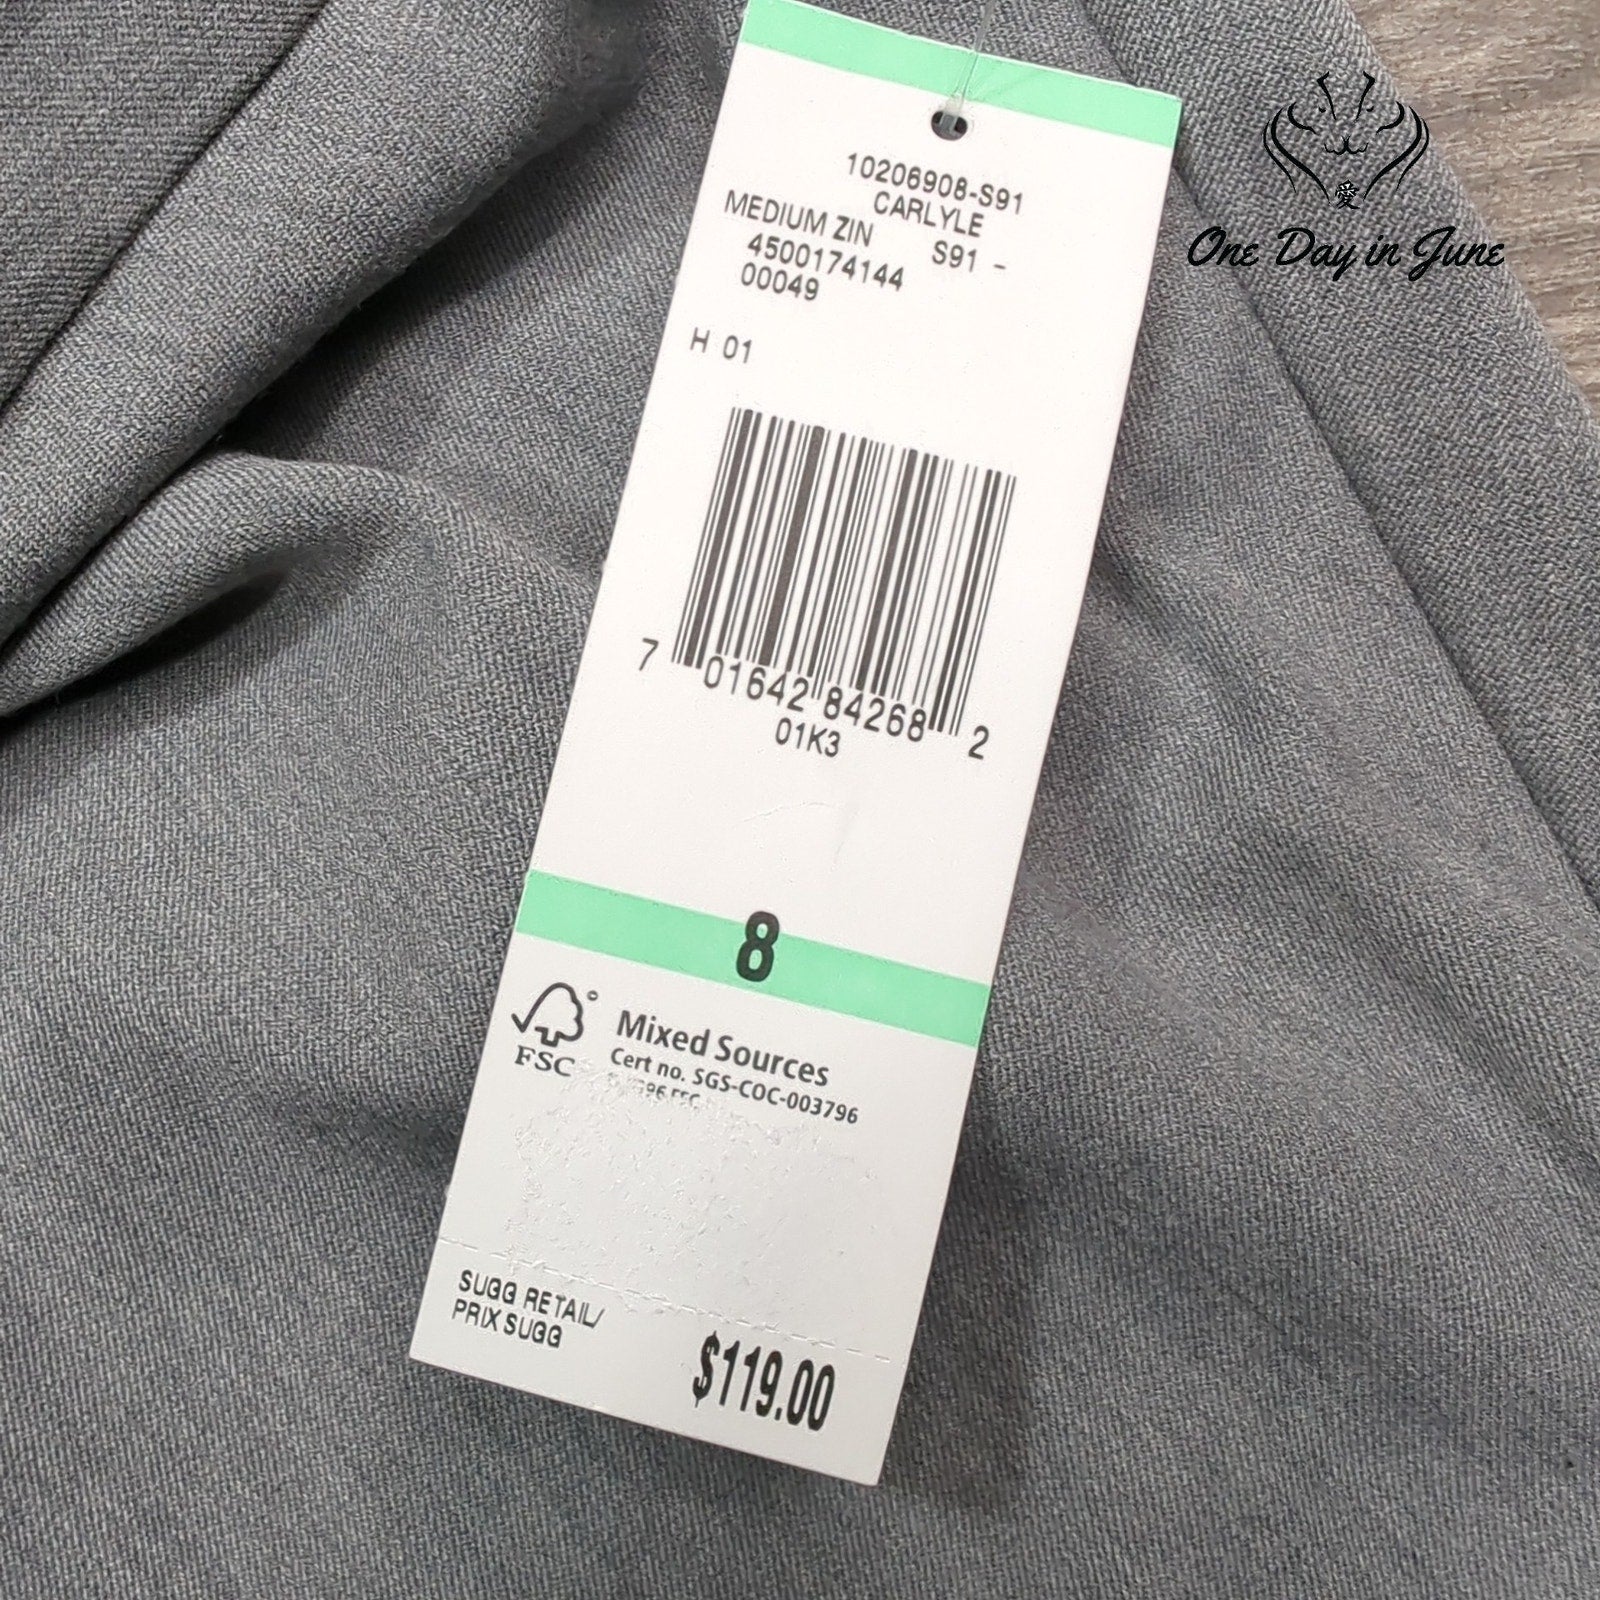 10206908-S91
CARLYLE
MEDIUM ZIN S91 -
4500174144
00049
H 01
7 01642 84268 2
01K3
8
FSC
©
Mixed Sources
Cert no. SGS-COC-003796
SUGG RETAIL/
PRIX SUGG
$119.00
愛
One Day in June